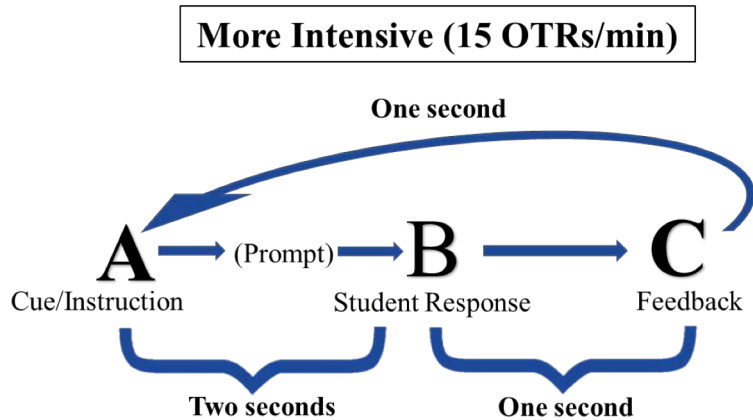 More Intensive (15 OTRs/min)
One second
A (Prompt) B C
Cue/Instruction Student Response Feedback
Two seconds One second